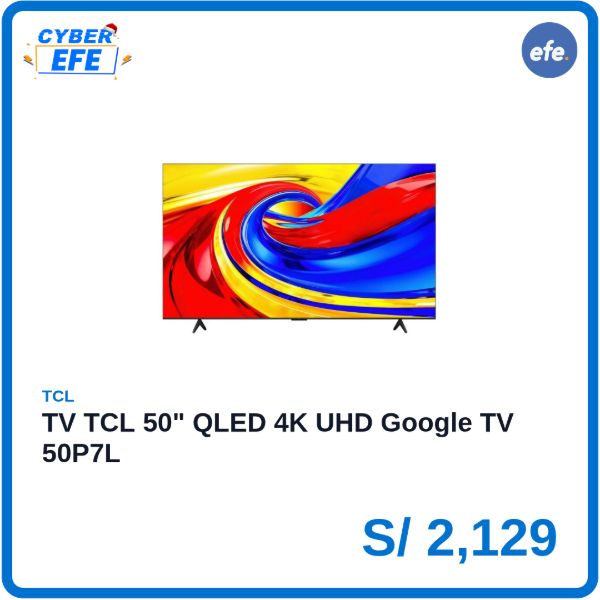 CYBER
EFE
efe.
TCL
TV TCL 50" QLED 4K UHD Google TV
50P7L
S/ 2,129